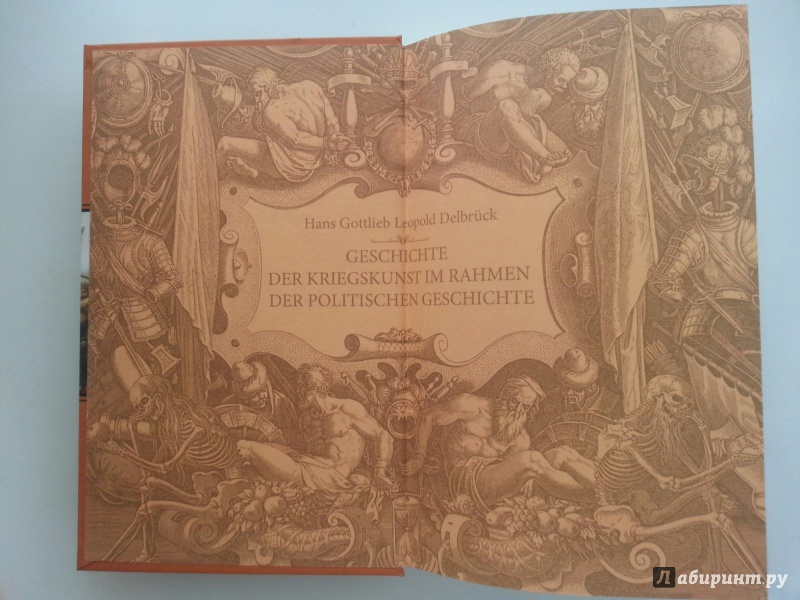 Hans Gottlieb Leopold Delbrück
GESCHICHTE
DER KRIEGSKUNST IM RAHMEN
DER POLITISCHEN GESCHICHTE
Лабиринт.ру